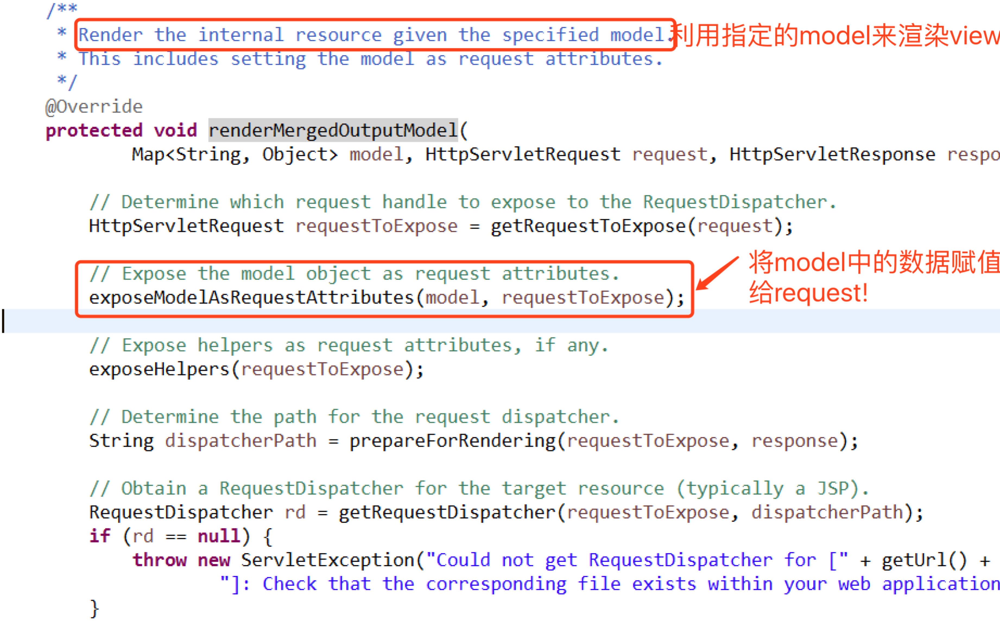 /**
 * Render the internal resource given the specified model.利用指定的model来渲染view
 * This includes setting the model as request attributes.
 */
@Override
protected void renderMergedOutputModel(
Map<String, Object> model, HttpServletRequest request, HttpServletResponse respo
// Determine which request handle to expose to the RequestDispatcher.
HttpServletRequest requestToExpose = getRequestToExpose(request);
// Expose the model object as request attributes.
exposeModelAsRequestAttributes(model, requestToExpose);
将model中的数据赋值
给request!
// Expose helpers as request attributes, if any.
exposeHelpers(requestToExpose);
// Determine the path for the request dispatcher.
String dispatcherPath = prepareForRendering(requestToExpose, response);
// Obtain a RequestDispatcher for the target resource (typically a JSP).
RequestDispatcher rd = getRequestDispatcher(requestToExpose, dispatcherPath);
if (rd == null) {
throw new ServletException("Could not get RequestDispatcher for [" + getUrl() +
"]: Check that the corresponding file exists within your web application
}